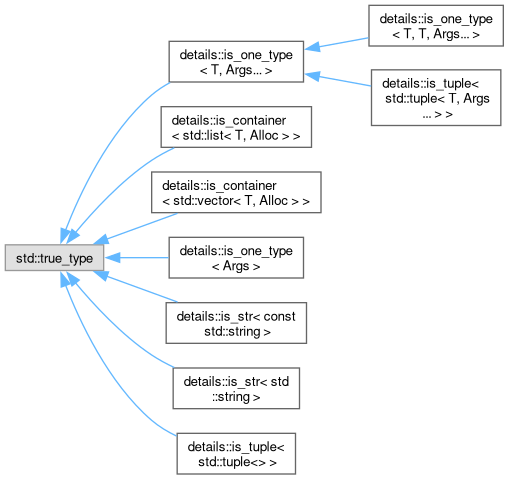 details::is_one_type
< T, T, Args... >
details::is_one_type
< T, Args... >
details::is_tuple<
std::tuple< T, Args
... > >
details::is_container
< std::list< T, Alloc > >
details::is_container
< std::vector< T, Alloc > >
std::true_type
details::is_one_type
< Args >
details::is_str< const
std::string >
details::is_str< std
::string >
details::is_tuple<
std::tuple<> >